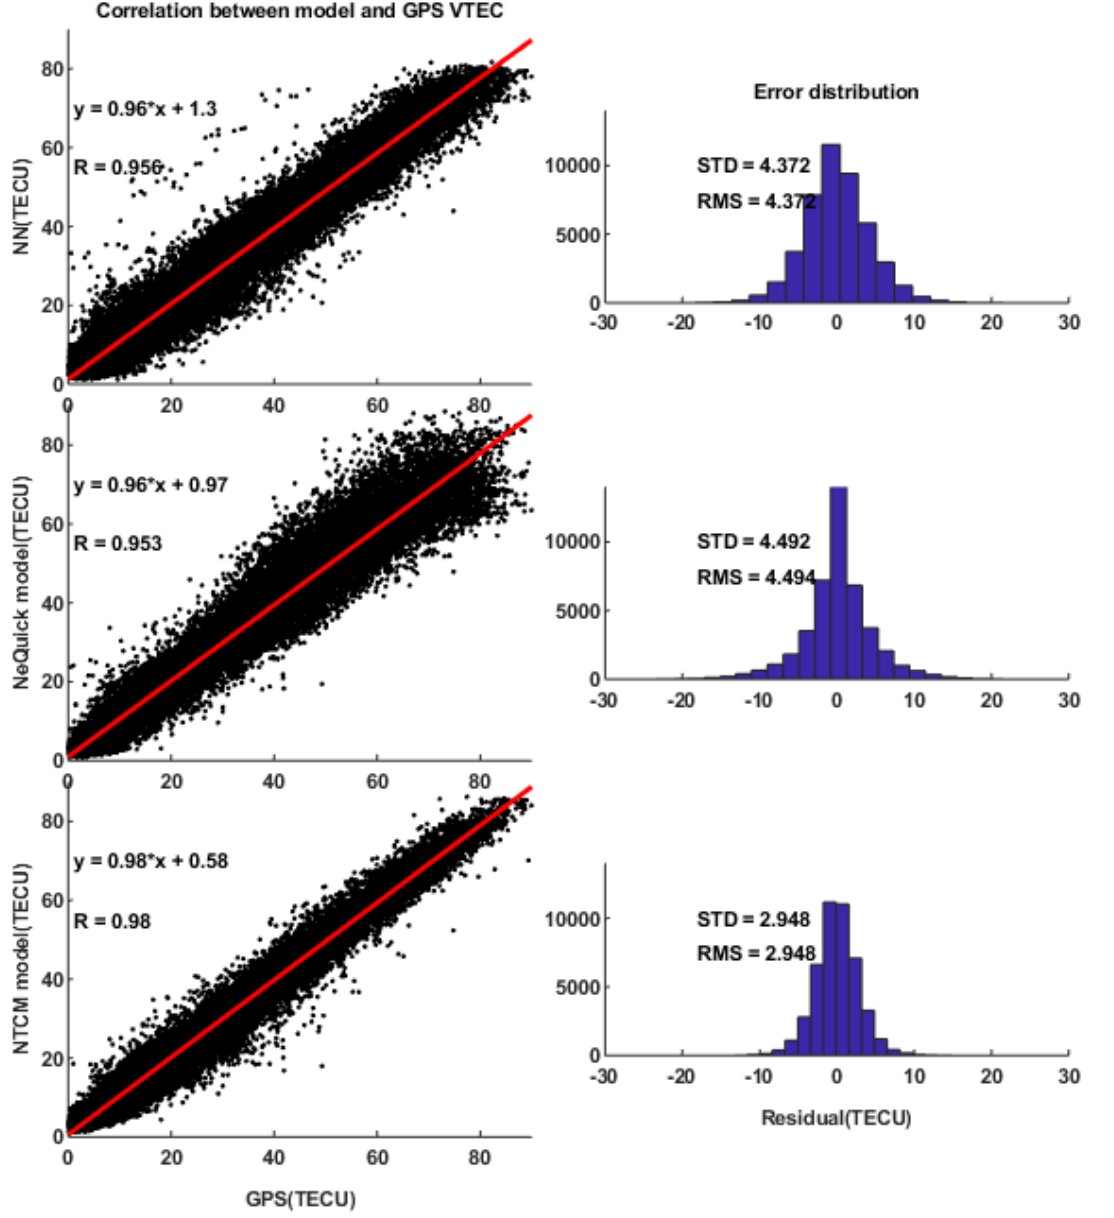 Correlation between model and GPS VTEC
80
60
40
20
0
NN(TECU)
y = 0.96*x + 1.3
R = 0.956
0 20 40 60 80
Error distribution
10000
5000
0
STD = 4.372
RMS = 4.372
-30 -20 -10 0 10 20 30
80
60
40
20
0
NeQuick model(TECU)
y = 0.96*x + 0.97
R = 0.953
0 20 40 60 80
10000
5000
0
STD = 4.492
RMS = 4.494
-30 -20 -10 0 10 20 30
80
60
40
20
0
NTCM model(TECU)
y = 0.98*x + 0.58
R = 0.98
0 20 40 60 80
GPS(TECU)
10000
5000
0
STD = 2.948
RMS = 2.948
-30 -20 -10 0 10 20 30
Residual(TECU)